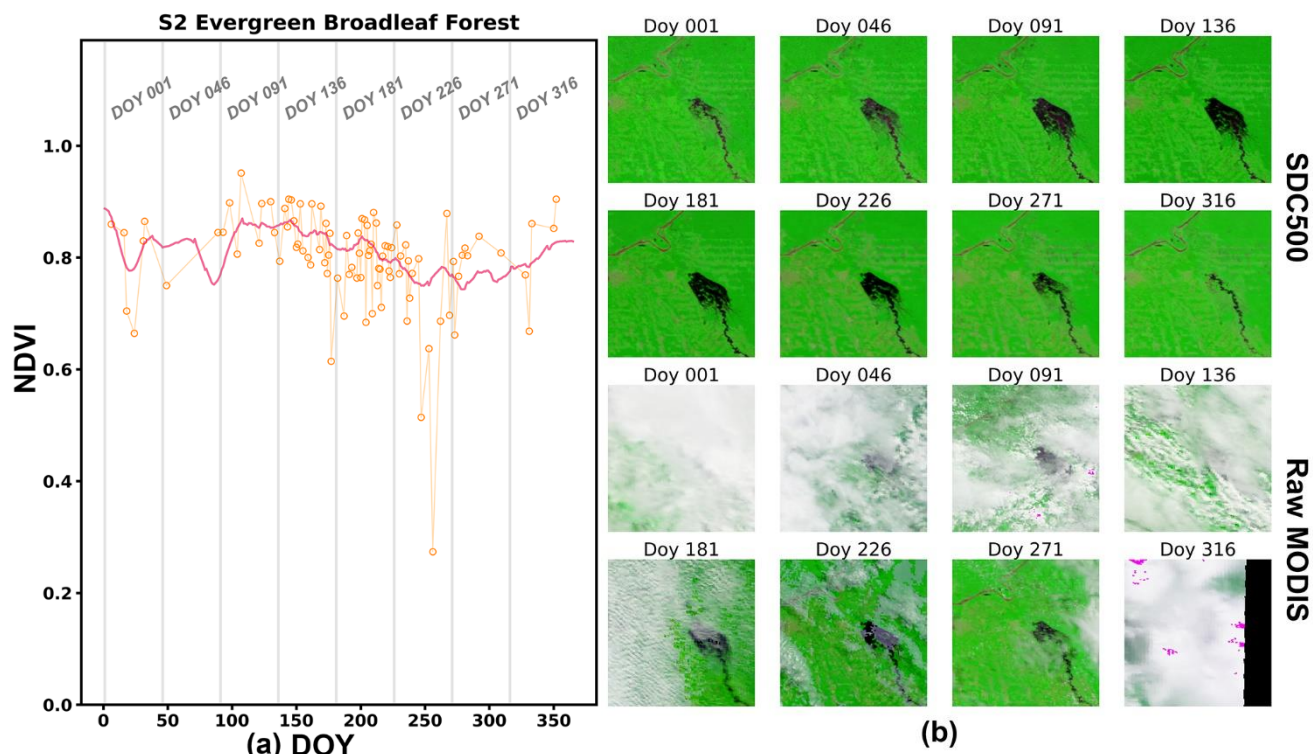 S2 Evergreen Broadleaf Forest
NDVI
1.0
0.8
0.6
0.4
0.2
0.0
DOY 001
DOY 046
DOY 091
DOY 136
DOY 181
DOY 226
DOY 271
DOY 316
0 50 100 150 200 250 300 350
(a) DOY
Doy 001 Doy 046 Doy 091 Doy 136
Doy 181 Doy 226 Doy 271 Doy 316
SDC500
Doy 001 Doy 046 Doy 091 Doy 136
Doy 181 Doy 226 Doy 271 Doy 316
Raw MODIS
(b)